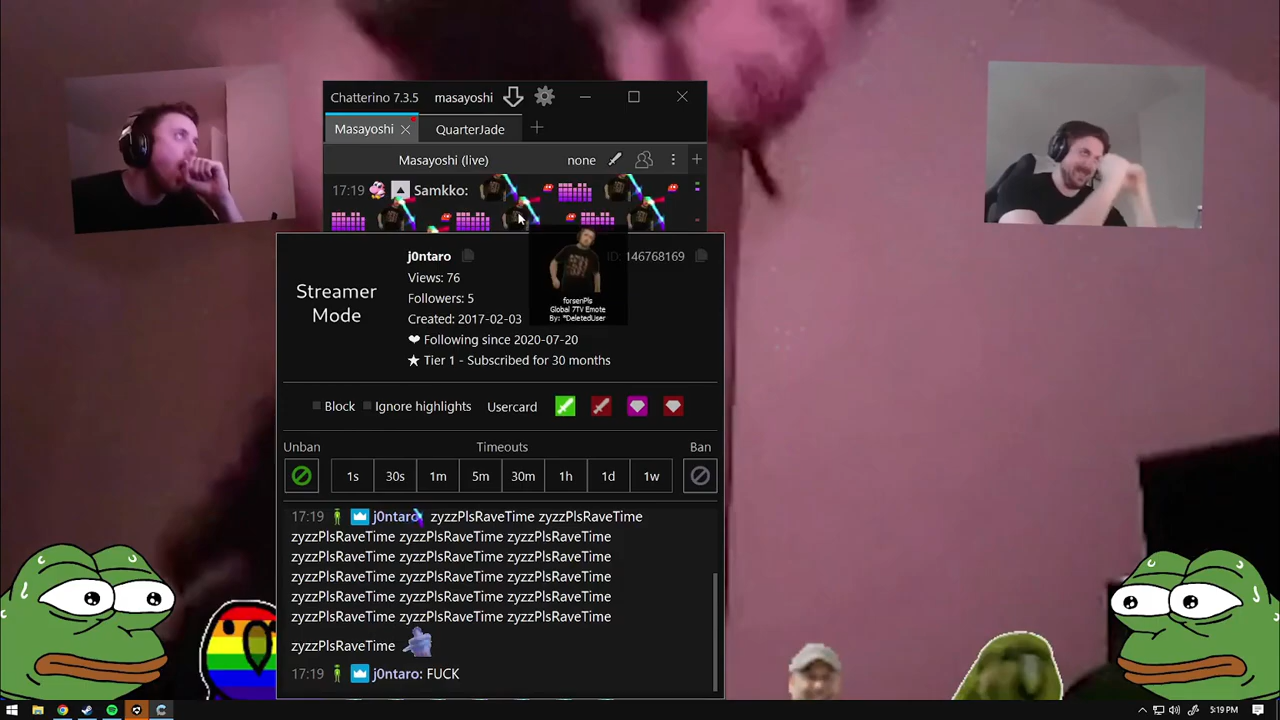 Chatterino 7.3.5 masayoshi
Masayoshi QuarterJade
Masayoshi (live) none
17:19 Samkko:
j0ntaro ID: 146768169
Views: 76
Followers: 5
Created: 2017-02-03
Streamer
Mode
❤ Following since 2020-07-20
★ Tier 1 - Subscribed for 30 months
forsenPls
Global 7TV Emote
By: *DeletedUser
Block Ignore highlights Usercard
Unban Timeouts Ban
1s 30s 1m 5m 30m 1h 1d 1w
17:19 j0ntaro: zyzzPlsRaveTime zyzzPlsRaveTime
zyzzPlsRaveTime zyzzPlsRaveTime zyzzPlsRaveTime
zyzzPlsRaveTime zyzzPlsRaveTime zyzzPlsRaveTime
zyzzPlsRaveTime zyzzPlsRaveTime zyzzPlsRaveTime
zyzzPlsRaveTime zyzzPlsRaveTime zyzzPlsRaveTime
zyzzPlsRaveTime zyzzPlsRaveTime zyzzPlsRaveTime
zyzzPlsRaveTime
17:19 j0ntaro: FUCK
5:19 PM